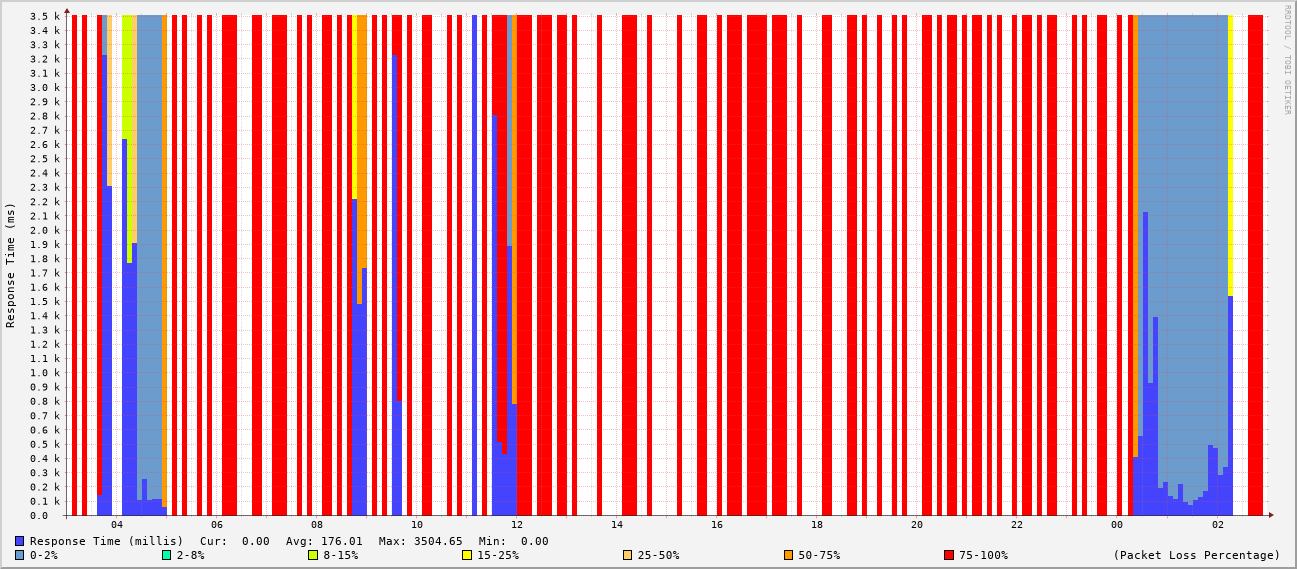 RRDTOOL / TOBI OETIKER
Response Time (ms)
3.5 k
3.4 k
3.3 k
3.2 k
3.1 k
3.0 k
2.9 k
2.8 k
2.7 k
2.6 k
2.5 k
2.4 k
2.3 k
2.2 k
2.1 k
2.0 k
1.9 k
1.8 k
1.7 k
1.6 k
1.5 k
1.4 k
1.3 k
1.2 k
1.1 k
1.0 k
0.9 k
0.8 k
0.7 k
0.6 k
0.5 k
0.4 k
0.3 k
0.2 k
0.1 k
0.0
04 06 08 10 12 14 16 18 20 22 00 02
Response Time (millis) Cur: 0.00 Avg: 176.01 Max: 3504.65 Min: 0.00
0-2% 2-8% 8-15% 15-25% 25-50% 50-75% 75-100% (Packet Loss Percentage)